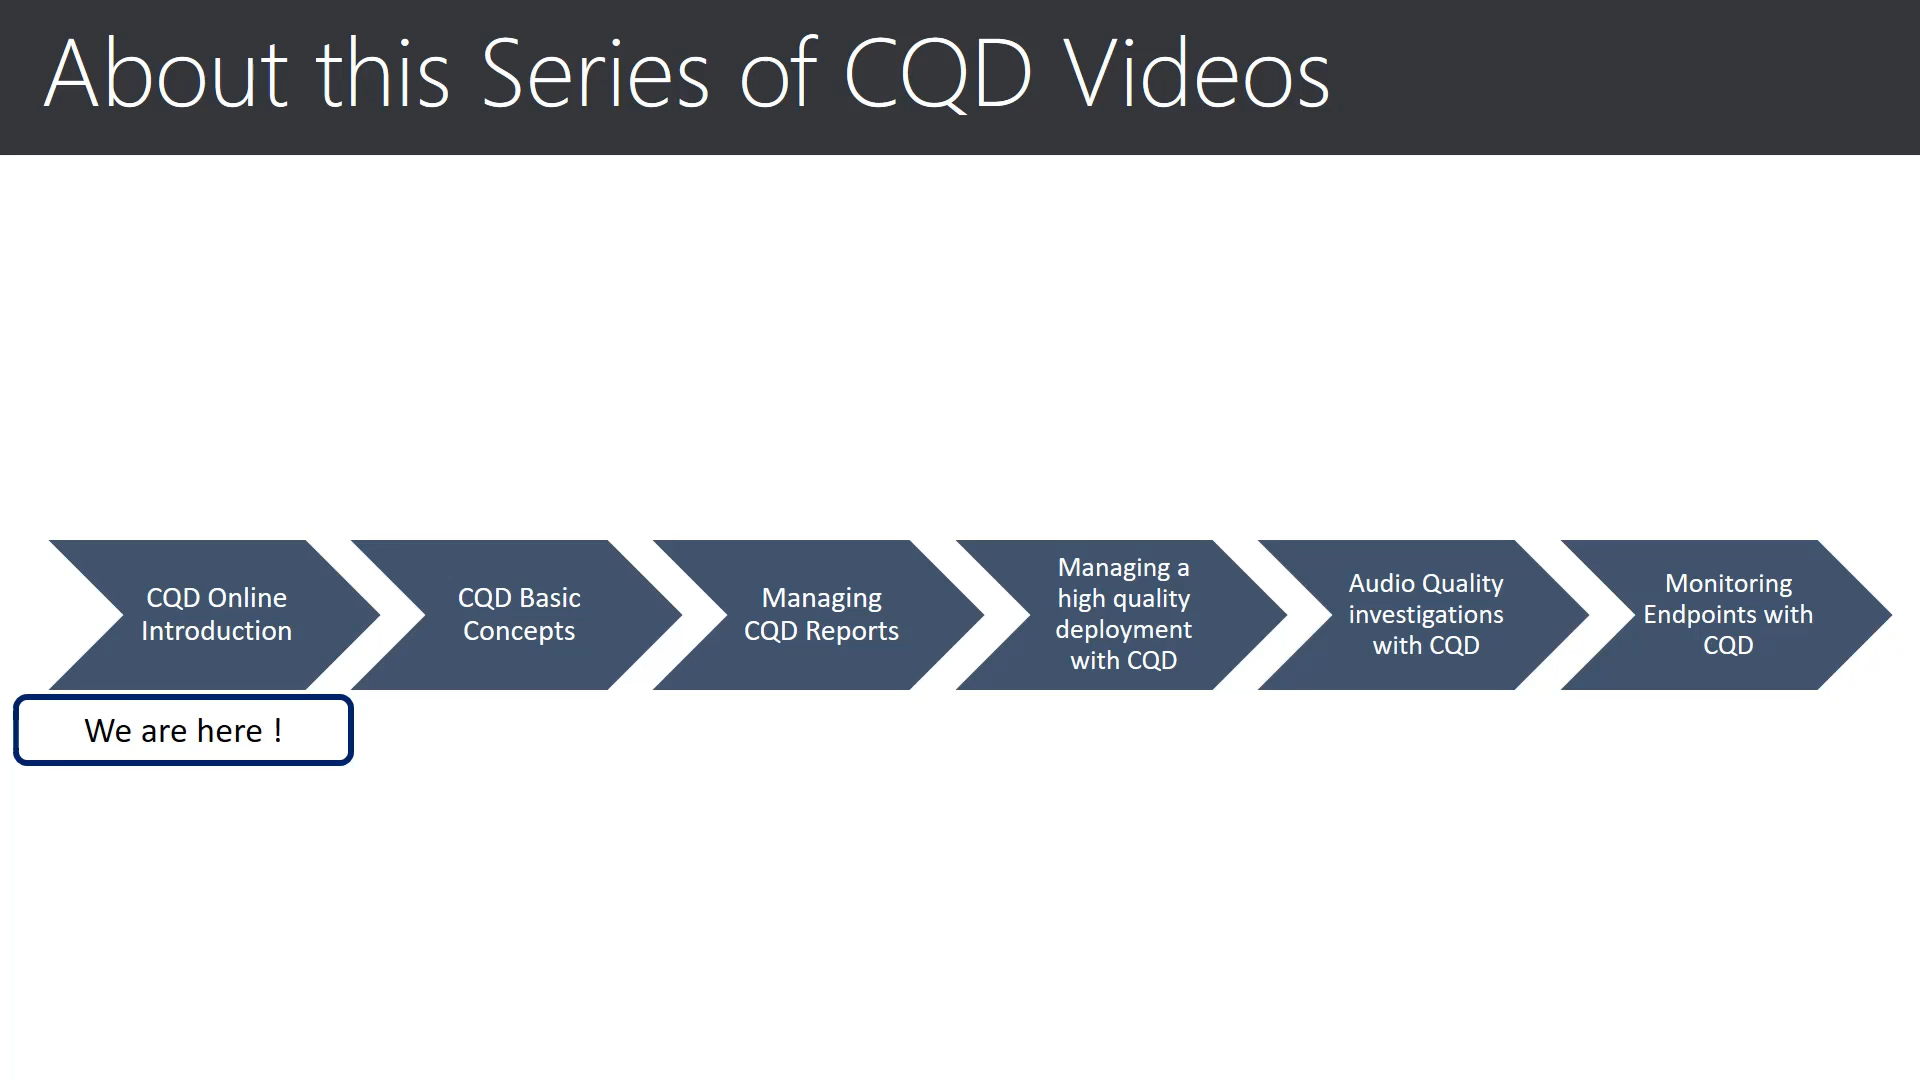 About this Series of CQD Videos
CQD Online
Introduction
CQD Basic
Concepts
Managing
CQD Reports
Managing a
high quality
deployment
with CQD
Audio Quality
investigations
with CQD
Monitoring
Endpoints with
CQD
We are here !